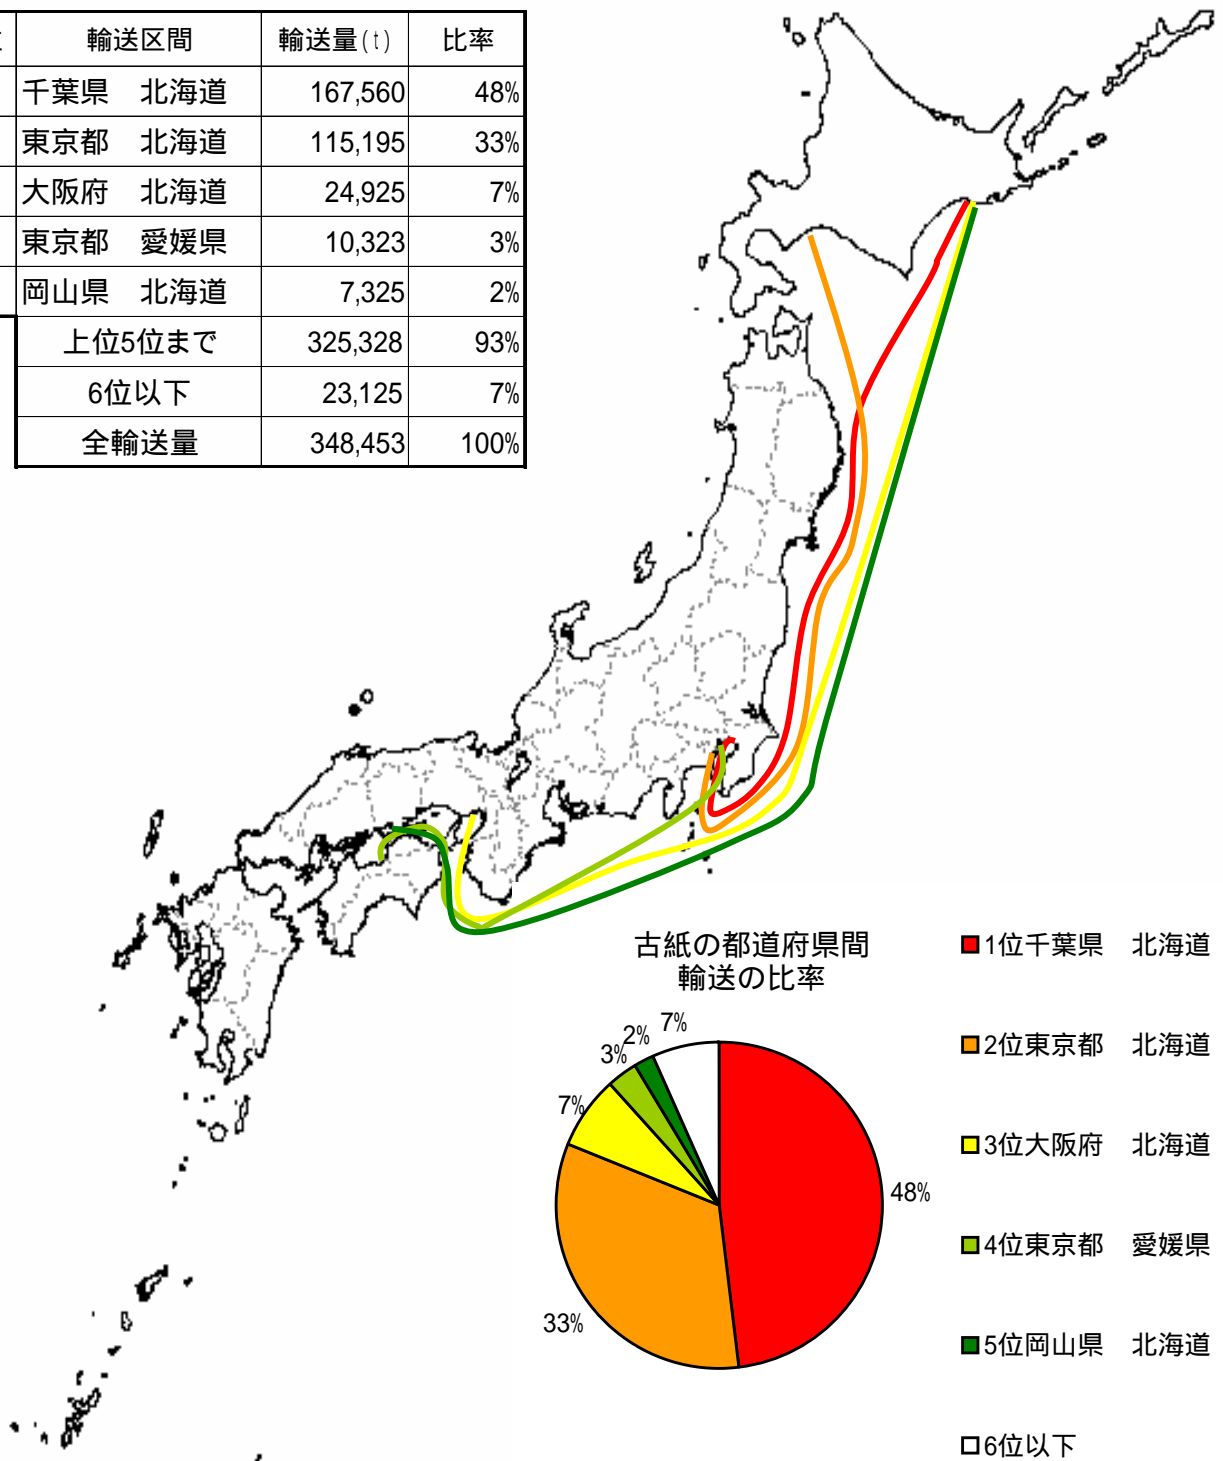 輸送区間 輸送量(t) 比率
千葉県 北海道 167,560 48%
東京都 北海道 115,195 33%
大阪府 北海道 24,925 7%
東京都 愛媛県 10,323 3%
岡山県 北海道 7,325 2%
上位5位まで 325,328 93%
6位以下 23,125 7%
全輸送量 348,453 100%
古紙の都道府県間
輸送の比率
7%
2%
3%
7%
48%
33%
1位千葉県 北海道
2位東京都 北海道
3位大阪府 北海道
4位東京都 愛媛県
5位岡山県 北海道
6位以下